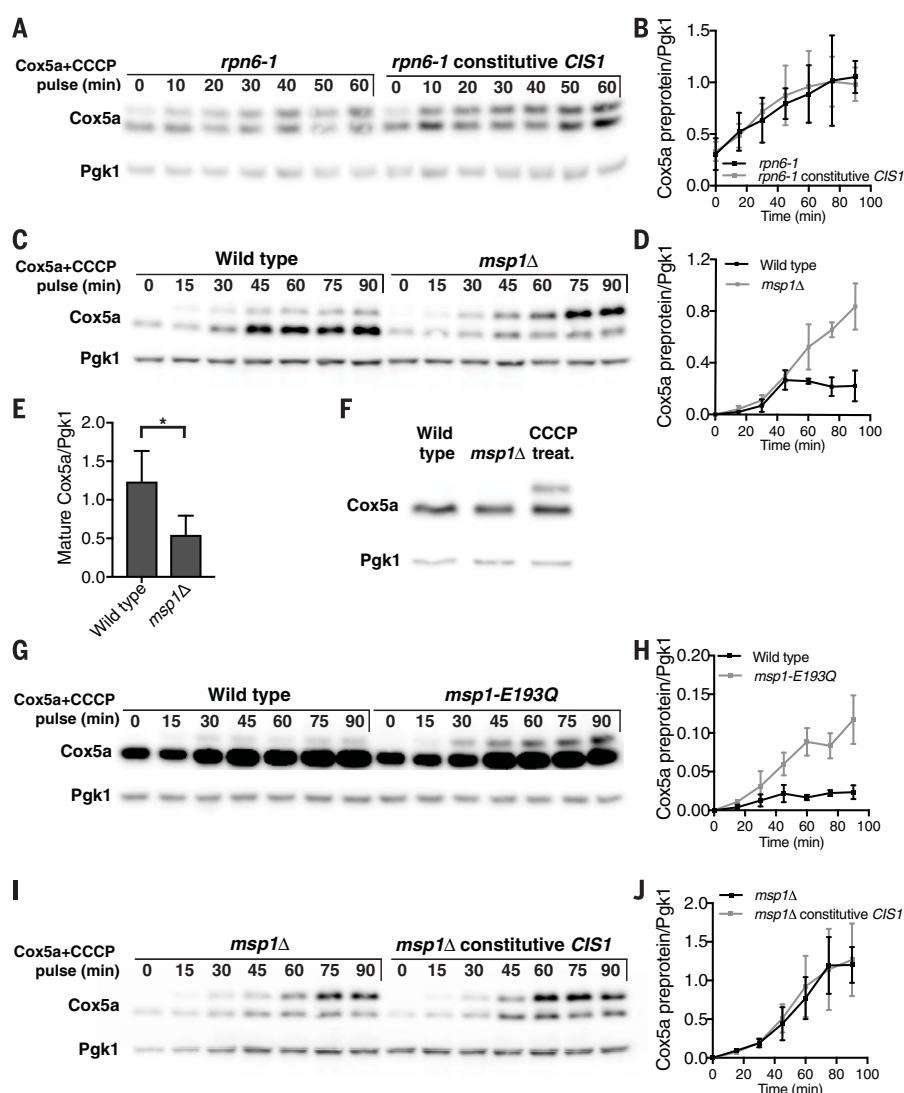 A
Cox5a+CCCP
pulse (min)
rpn6-1
rpn6-1 constitutive CIS1
0 10 20 30 40 50 60 0 10 20 30 40 50 60
Cox5a
Pgk1
B
Cox5a preprotein/Pgk1
1.5
1.0
0.5
0.0
rpn6-1
rpn6-1 constitutive CIS1
0 20 40 60 80 100
Time (min)
C
Cox5a+CCCP
pulse (min)
Wild type
msp1Δ
0 15 30 45 60 75 90 0 15 30 45 60 75 90
Cox5a
Pgk1
D
Cox5a preprotein/Pgk1
1.2
0.8
0.4
0.0
Wild type
msp1Δ
0 20 40 60 80 100
Time (min)
E
Mature Cox5a/Pgk1
2.0
1.5
1.0
0.5
0.0
*
Wild type
msp1Δ
F
Wild type
msp1Δ
CCCP treat.
Cox5a
Pgk1
G
Cox5a+CCCP
pulse (min)
Wild type
msp1-E193Q
0 15 30 45 60 75 90 0 15 30 45 60 75 90
Cox5a
Pgk1
H
Cox5a preprotein/Pgk1
0.20
0.15
0.10
0.05
0.00
Wild type
msp1-E193Q
0 20 40 60 80 100
Time (min)
I
Cox5a+CCCP
pulse (min)
msp1Δ
msp1Δ constitutive CIS1
0 15 30 45 60 75 90 0 15 30 45 60 75 90
Cox5a
Pgk1
J
Cox5a preprotein/Pgk1
2.0
1.5
1.0
0.5
0.0
msp1Δ
msp1Δ constitutive CIS1
0 20 40 60 80 100
Time (min)